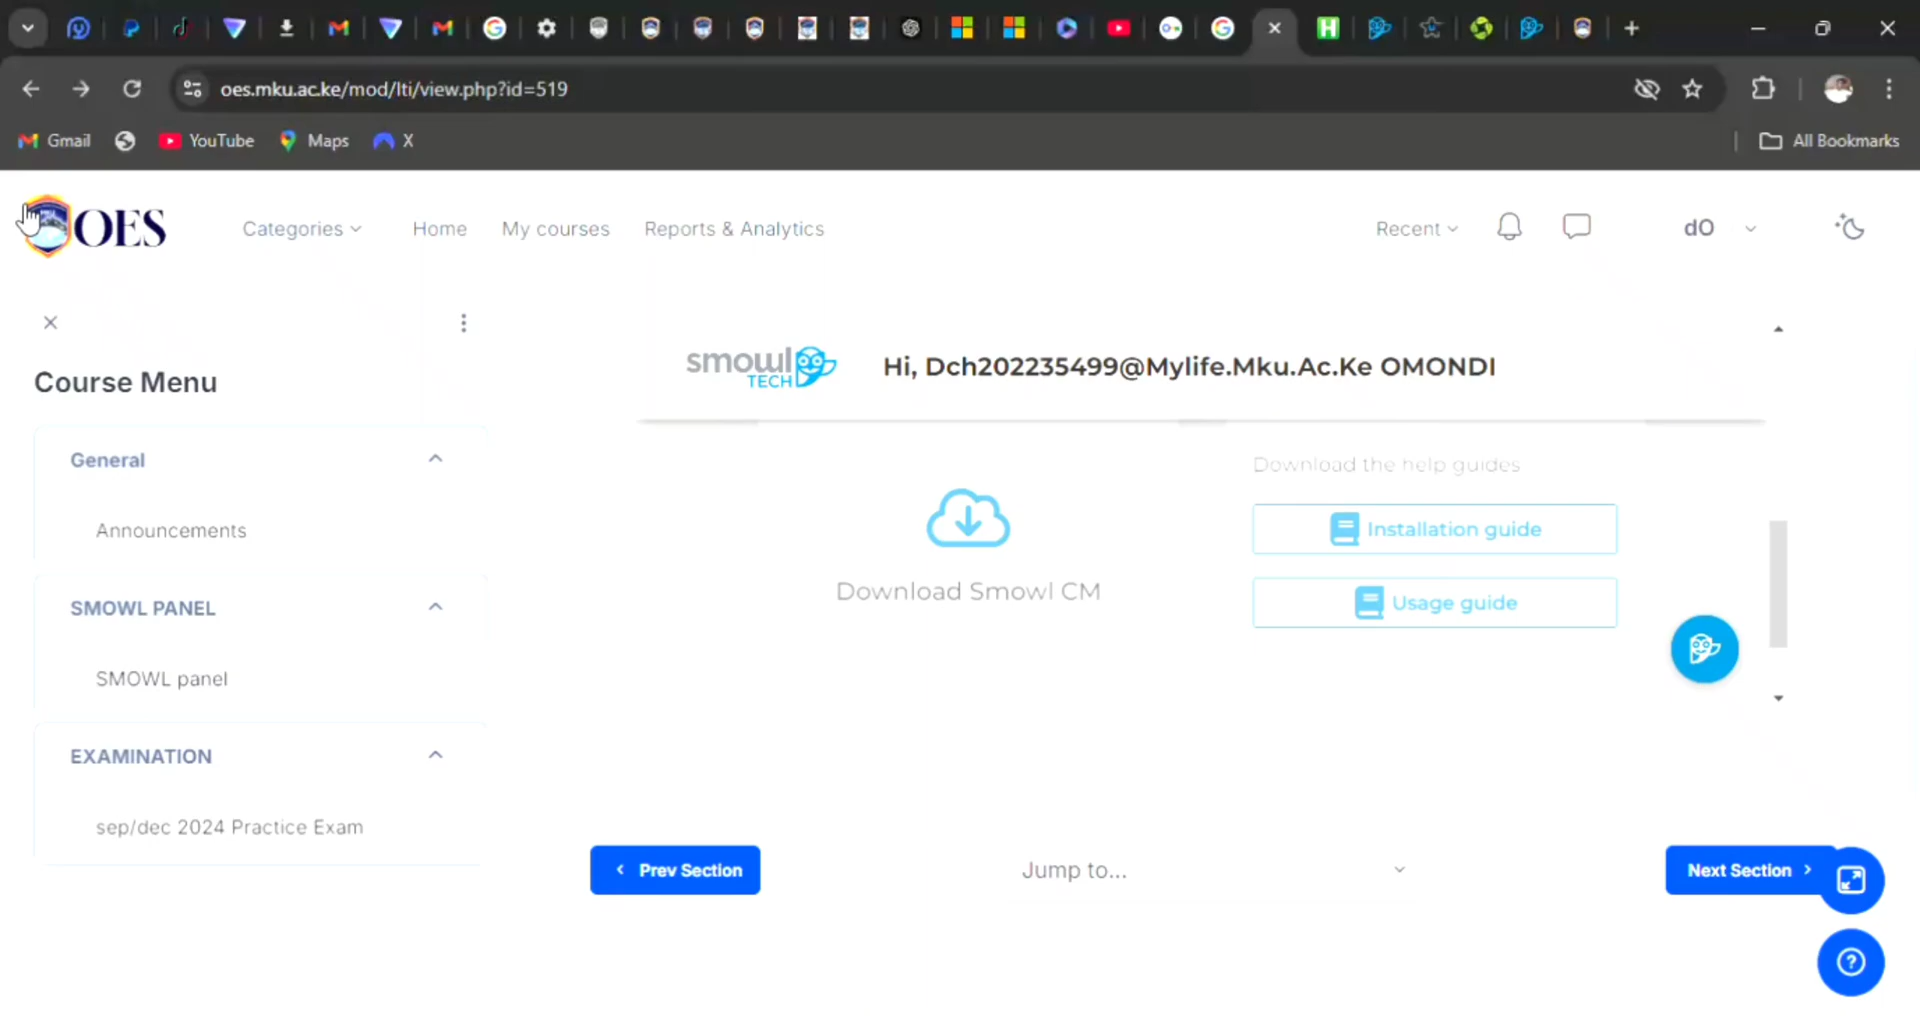 oes.mku.ac.ke/mod/lti/view.php?id=519
Gmail YouTube Maps X All Bookmarks
OES Categories Home My courses Reports & Analytics Recent dO
smowl TECH Hi, Dch202235499@Mylife.Mku.Ac.Ke OMONDI
Course Menu
General
Announcements
SMOWL PANEL
SMOWL panel
EXAMINATION
sep/dec 2024 Practice Exam
Download Smowl CM
Download the help guides
Installation guide
Usage guide
Prev Section Jump to... Next Section